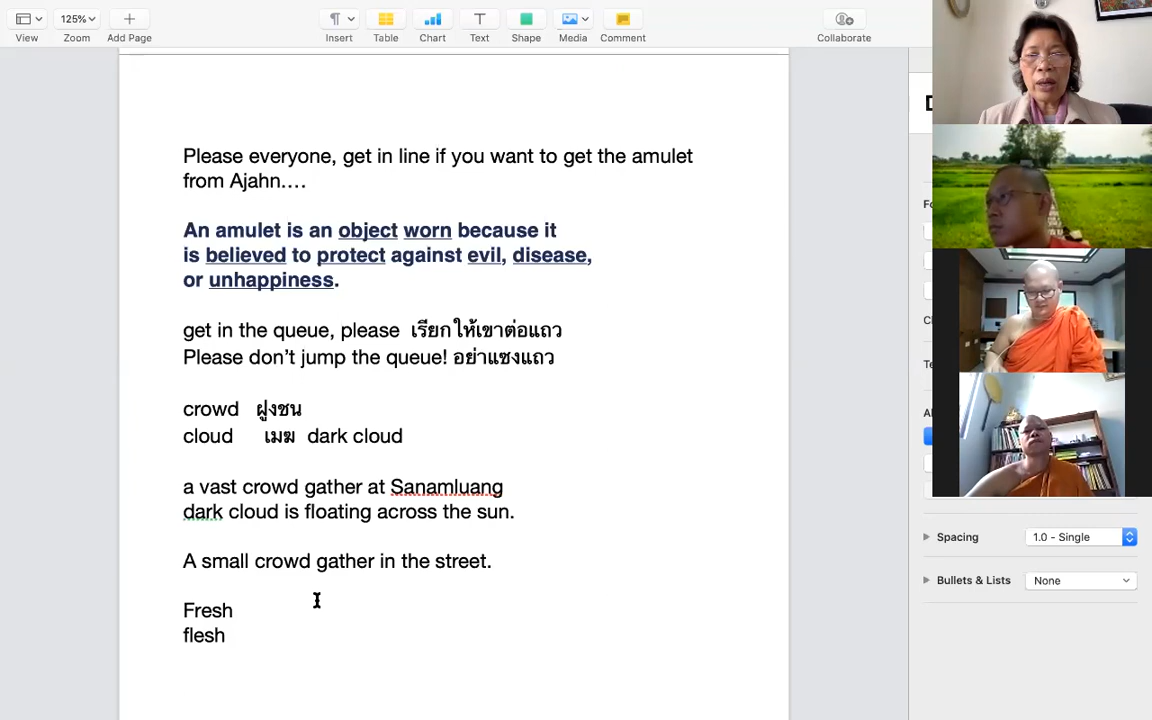 125%
View
Zoom
Add Page
Insert
Table
Chart
Text
Shape
Media
Comment
Collaborate
Please everyone, get in line if you want to get the amulet
from Ajahn....
An amulet is an object worn because it
is believed to protect against evil, disease,
or unhappiness.
get in the queue, please เรียกให้เขาต่อแถว
Please don't jump the queue! อย่าแซงแถว
crowd ฝูงชน
cloud เมฆ dark cloud
a vast crowd gather at Sanamluang
dark cloud is floating across the sun.
A small crowd gather in the street.
Fresh
flesh
Spacing
1.0 - Single
Bullets & Lists
None